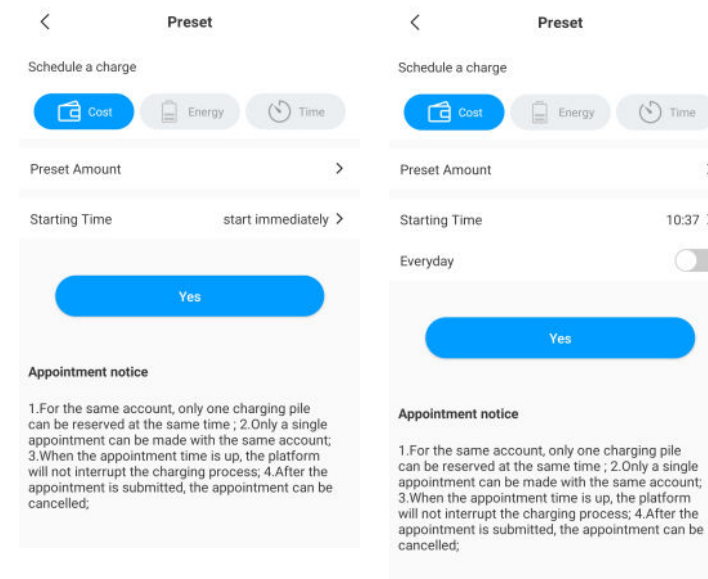 Preset
Schedule a charge
Cost Energy Time
Preset Amount
Starting Time start immediately
Yes
Appointment notice
1.For the same account, only one charging pile
can be reserved at the same time ; 2.Only a single
appointment can be made with the same account;
3.When the appointment time is up, the platform
will not interrupt the charging process; 4.After the
appointment is submitted, the appointment can be
cancelled;
Preset
Schedule a charge
Cost Energy Time
Preset Amount
Starting Time 10:37
Everyday
Yes
Appointment notice
1.For the same account, only one charging pile
can be reserved at the same time ; 2.Only a single
appointment can be made with the same account;
3.When the appointment time is up, the platform
will not interrupt the charging process; 4.After the
appointment is submitted, the appointment can be
cancelled;